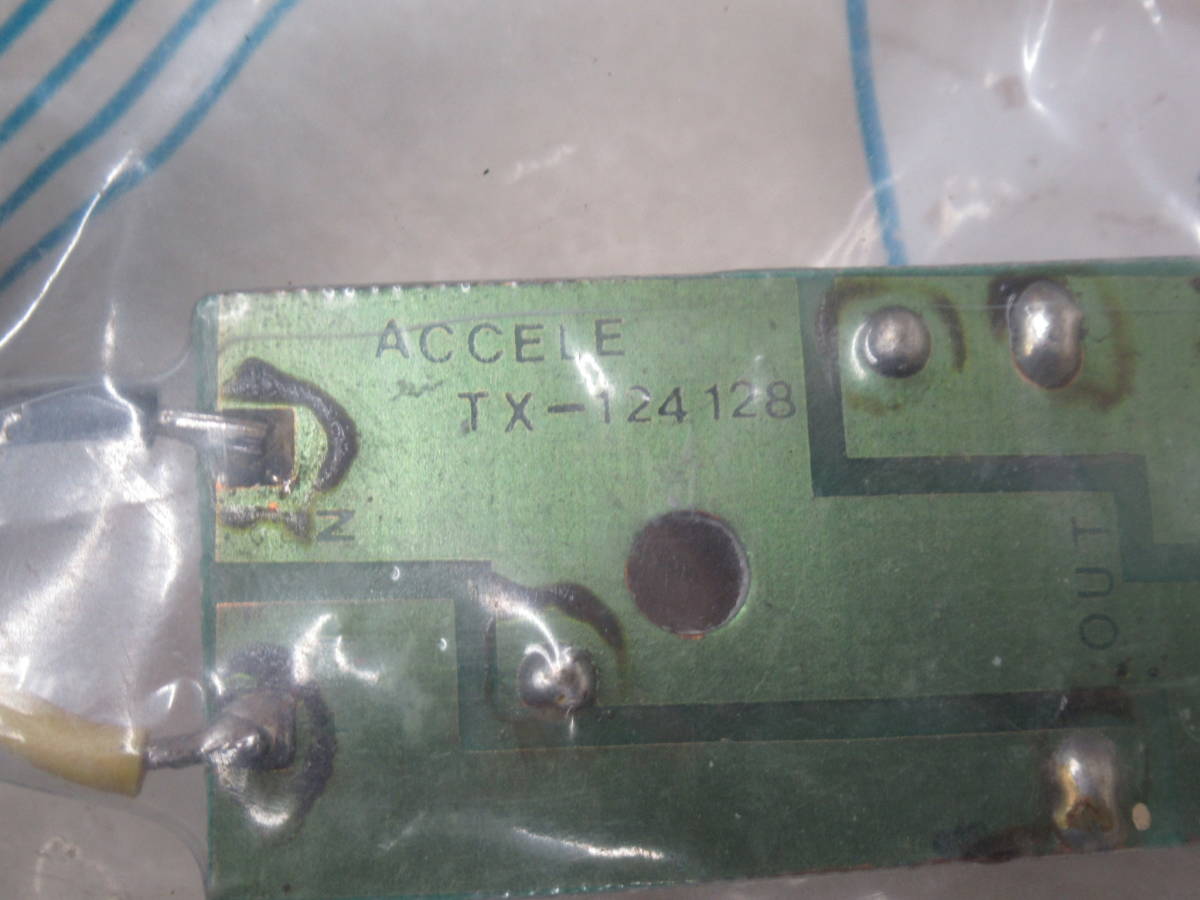 ACCELE
TX-124128
IN
OUT